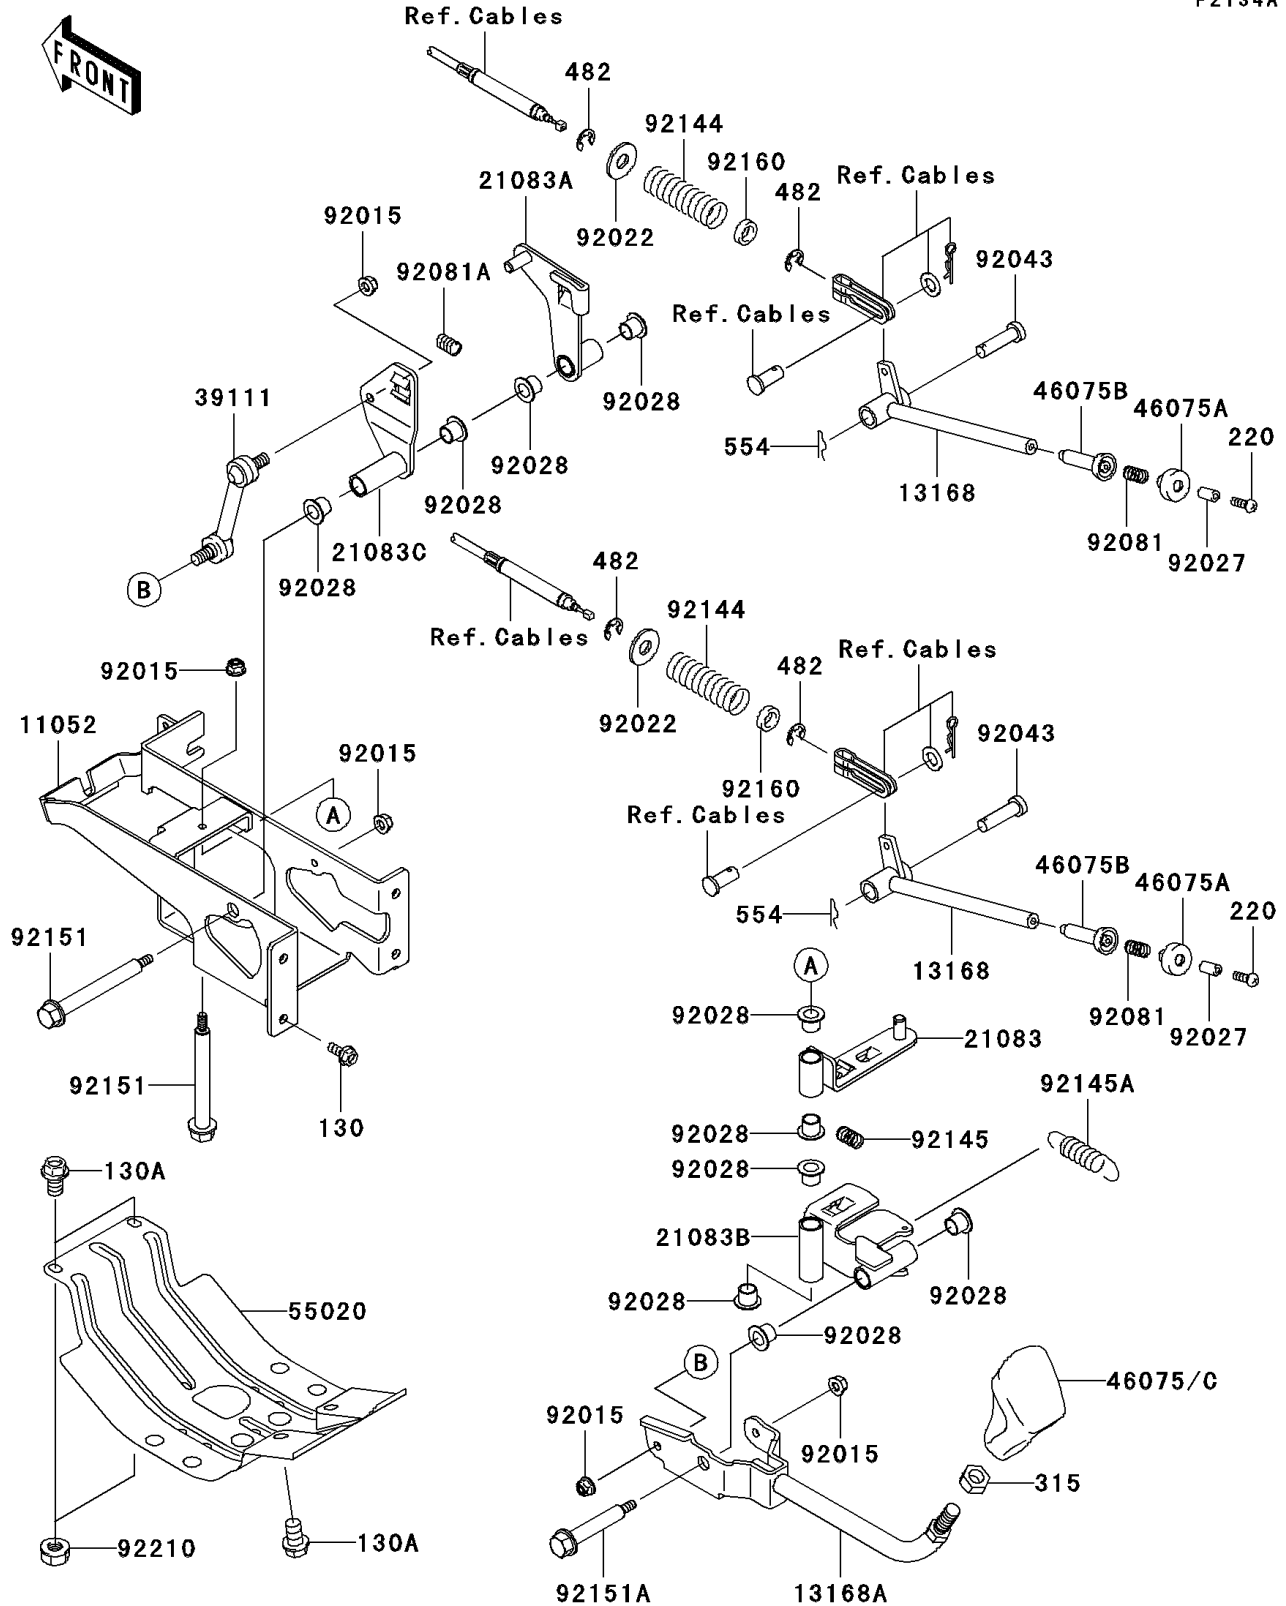 F2134A
Ref.Cables
FRONT
482
92144
92160
21083A
482
Ref.Cables
92015
92022
92043
92081A
Ref.Cables
39111
92028
46075B
46075A
220
554
92028
13168
92028
92081
21083C
92027
B
92028
482
92144
Ref.Cables
Ref.Cables
92015
482
11052
92022
92043
92015
92160
A
Ref.Cables
46075B
46075A
220
554
92151
A
13168
92028
92081
92027
21083
92151
92145A
130
92028
92145
130A
92028
21083B
55020
92028
92028
92028
B
46075/C
92015
92015
315
92210
130A
92151A
13168A